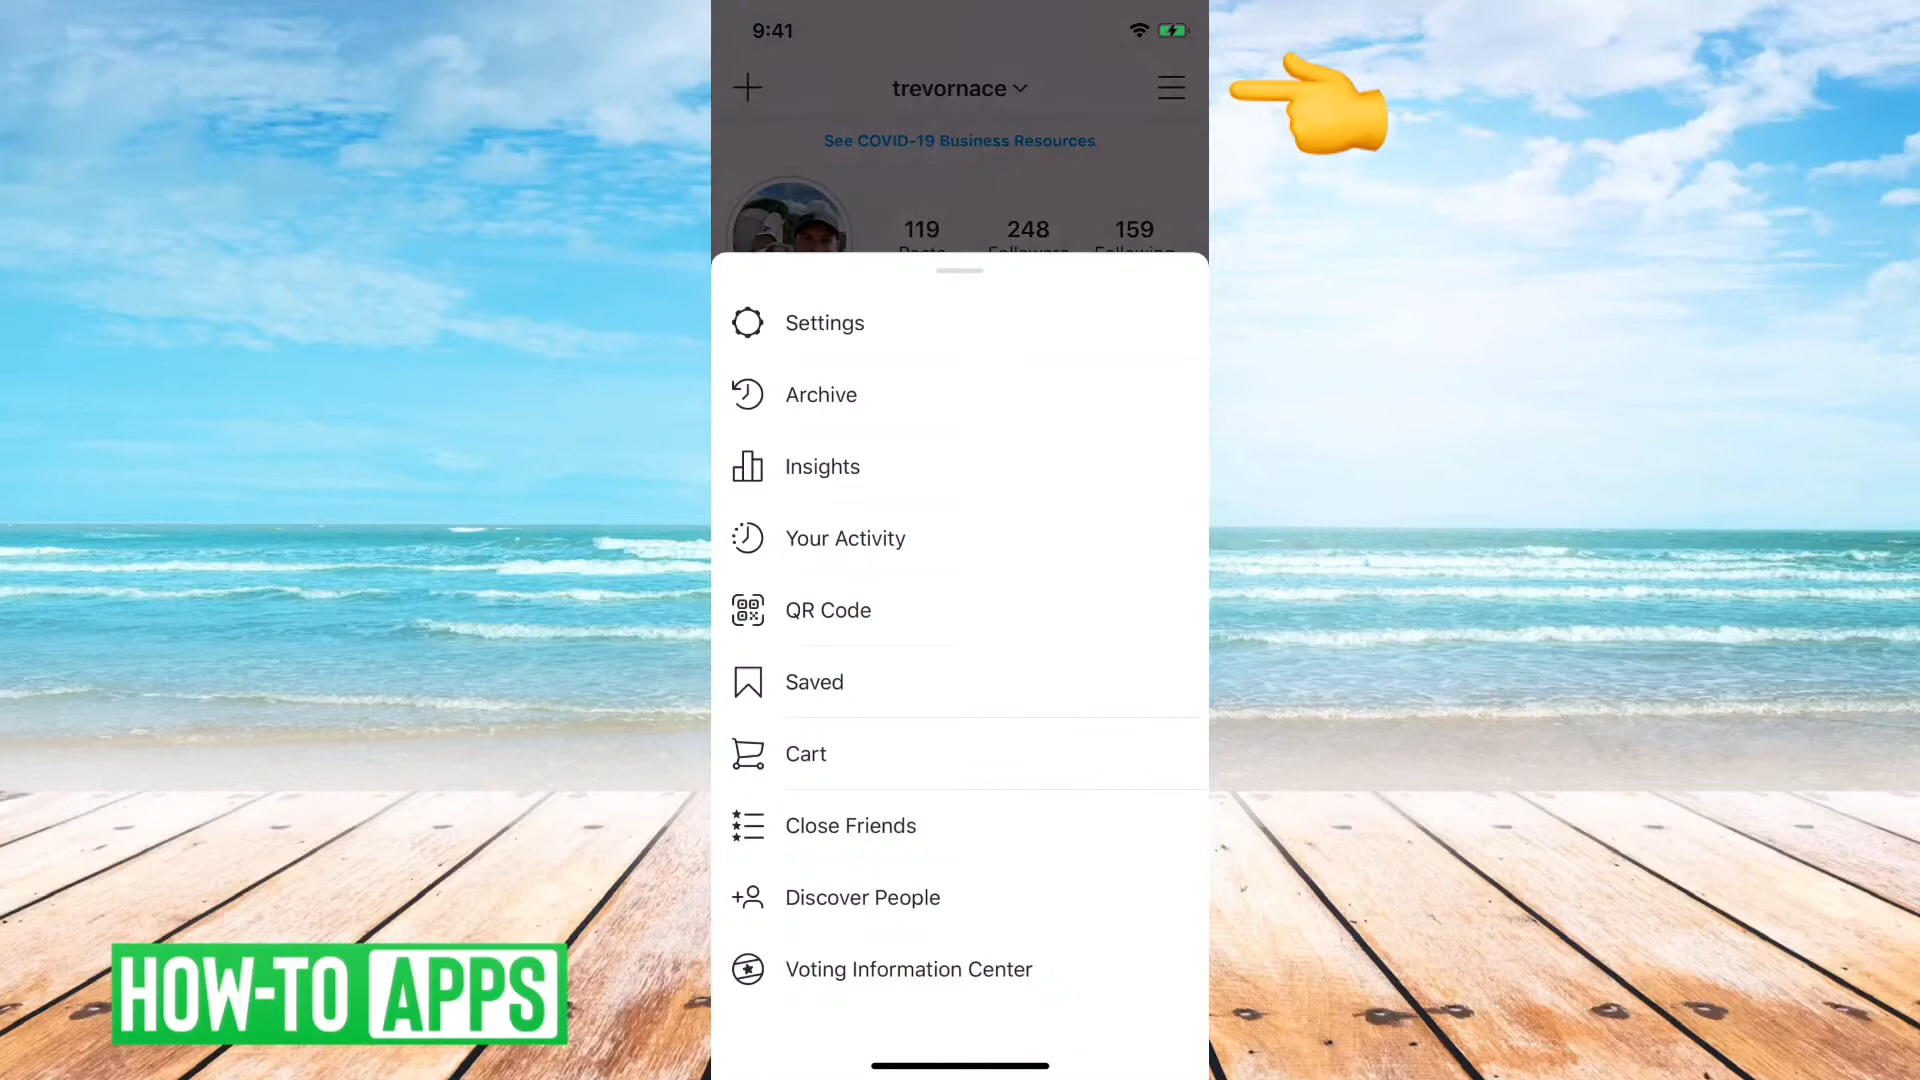 9:41
trevornace
See COVID-19 Business Resources
119 248 159
Posts Followers Following
Settings
Archive
Insights
Your Activity
QR Code
Saved
Cart
Close Friends
Discover People
Voting Information Center
HOW-TO APPS